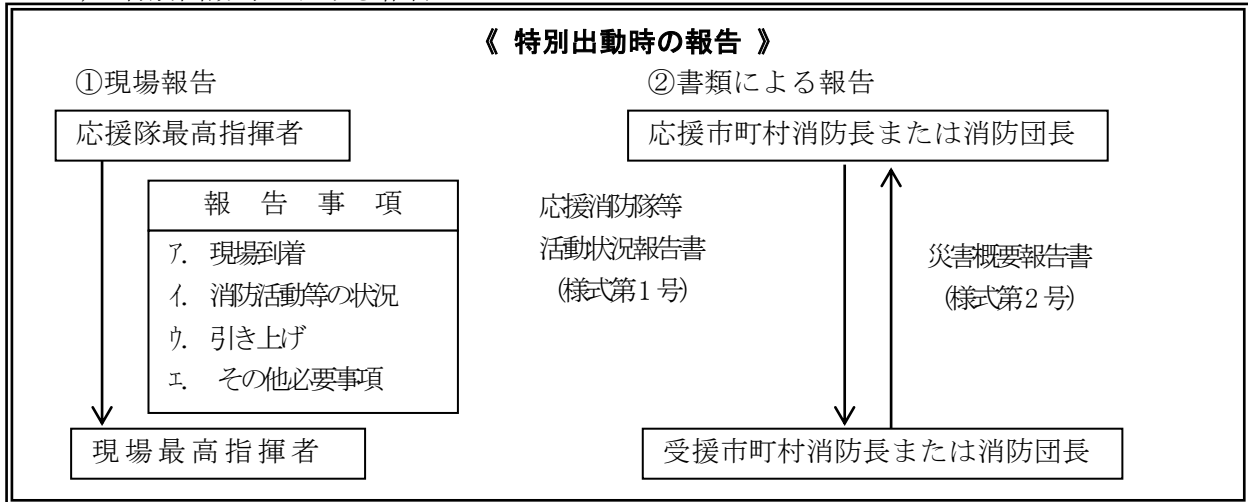 《 特別出動時の報告 》
①現場報告
応援隊最高指揮者
報 告 事 項
ア. 現場到着
イ. 消防活動等の状況
ウ. 引き上げ
エ. その他必要事項
現場最高指揮者
②書類による報告
応援市町村消防長または消防団長
応援消防隊等
活動状況報告書
(様式第1号)
災害概要報告書
(様式第2号)
受援市町村消防長または消防団長